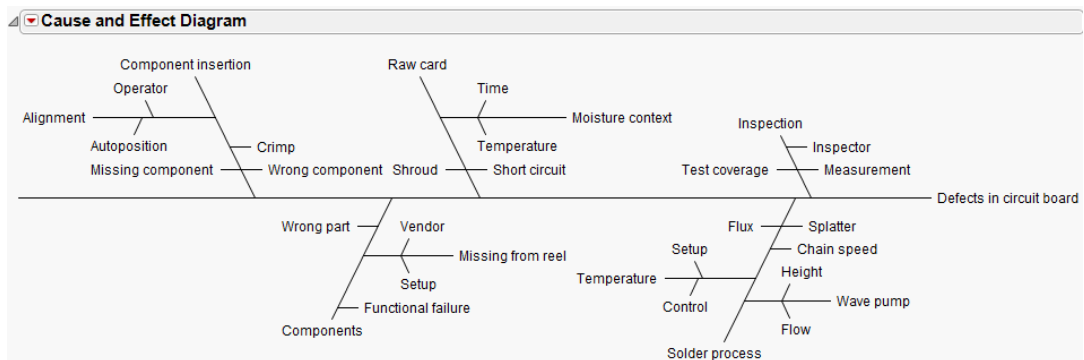 Cause and Effect Diagram
Component insertion
Raw card
Operator
Time
Alignment
Moisture context
Inspection
Autoposition
Crimp
Temperature
Inspector
Missing component
Wrong component
Shroud
Short circuit
Test coverage
Measurement
Defects in circuit board
Wrong part
Vendor
Flux
Splatter
Setup
Chain speed
Missing from reel
Height
Temperature
Setup
Control
Wave pump
Functional failure
Components
Flow
Solder process